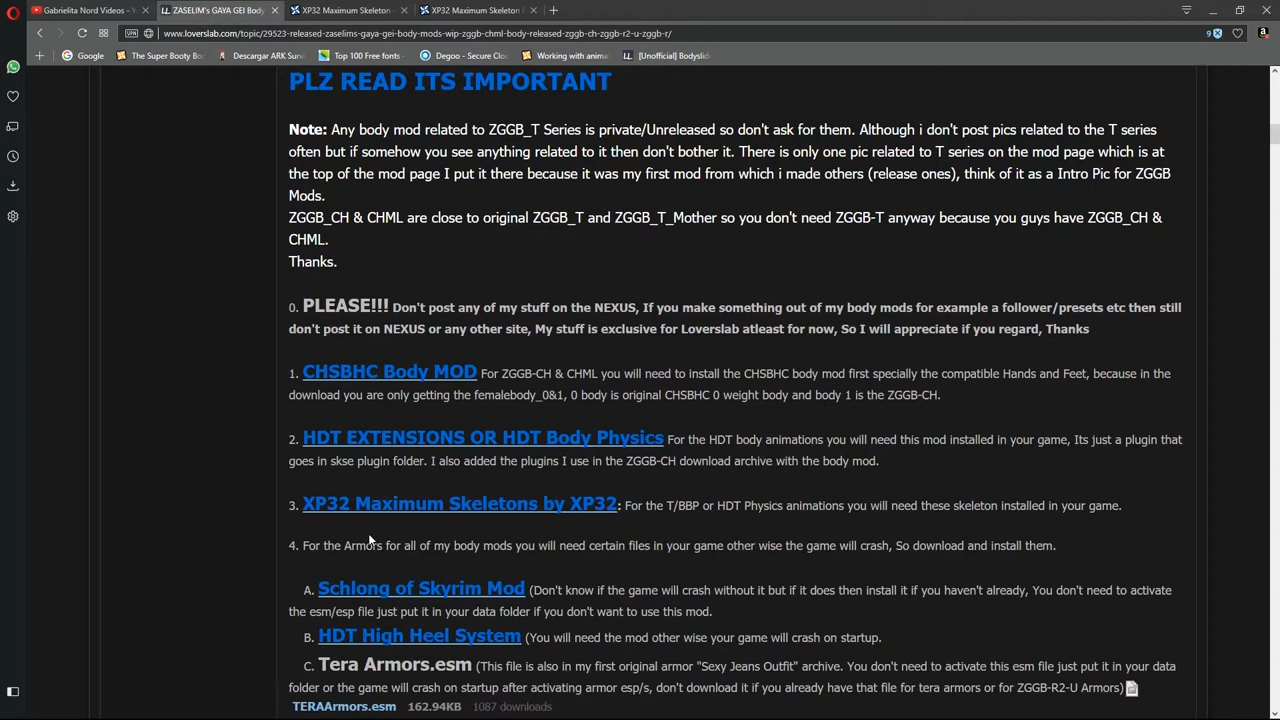 Gabrielita Nord Videos - Y
ZASELIM's GAYA GEI Body
XP32 Maximum Skeleton
XP32 Maximum Skeleton
VPN
www.loverslab.com/topic/29523-released-zaselims-gaya-gei-body-mods-wip-zggb-chml-body-released-zggb-ch-zggb-r2-u-zggb-r/
9
Google
The Super Booty Bo
Descargar ARK Surv
Top 100 Free fonts -
Degoo - Secure Clou
Working with anima
[Unofficial] Bodyslid
PLZ READ ITS IMPORTANT
Note: Any body mod related to ZGGB_T Series is private/Unreleased so don't ask for them. Although i don't post pics related to the T series
often but if somehow you see anything related to it then don't bother it. There is only one pic related to T series on the mod page which is at
the top of the mod page I put it there because it was my first mod from which i made others (release ones), think of it as a Intro Pic for ZGGB
Mods.
ZGGB_CH & CHML are close to original ZGGB_T and ZGGB_T_Mother so you don't need ZGGB-T anyway because you guys have ZGGB_CH &
CHML.
Thanks.
0. PLEASE!!! Don't post any of my stuff on the NEXUS, If you make something out of my body mods for example a follower/presets etc then still
don't post it on NEXUS or any other site, My stuff is exclusive for Loverslab atleast for now, So I will appreciate if you regard, Thanks
1. CHSBHC Body MOD For ZGGB-CH & CHML you will need to install the CHSBHC body mod first specially the compatible Hands and Feet, because in the
download you are only getting the femalebody_0&1, 0 body is original CHSBHC 0 weight body and body 1 is the ZGGB-CH.
2. HDT EXTENSIONS OR HDT Body Physics For the HDT body animations you will need this mod installed in your game, Its just a plugin that
goes in skse plugin folder. I also added the plugins I use in the ZGGB-CH download archive with the body mod.
3. XP32 Maximum Skeletons by XP32: For the T/BBP or HDT Physics animations you will need these skeleton installed in your game.
4. For the Armors for all of my body mods you will need certain files in your game other wise the game will crash, So download and install them.
A. Schlong of Skyrim Mod (Don't know if the game will crash without it but if it does then install it if you haven't already, You don't need to activate
the esm/esp file just put it in your data folder if you don't want to use this mod.
B. HDT High Heel System (You will need the mod other wise your game will crash on startup.
C. Tera Armors.esm (This file is also in my first original armor "Sexy Jeans Outfit" archive. You don't need to activate this esm file just put it in your data
folder or the game will crash on startup after activating armor esp/s, don't download it if you already have that file for tera armors or for ZGGB-R2-U Armors)
TERAArmors.esm 162.94KB 1087 downloads